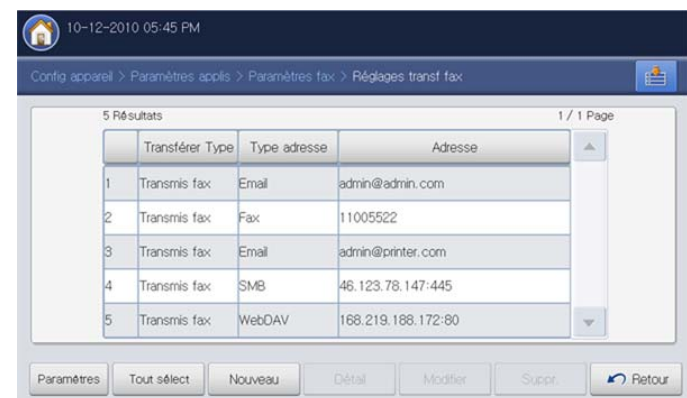 10-12-2010 05:45 PM
Config appareil > Paramètres applis > Paramètres fax > Réglages transf fax
5 Résultats 1 / 1 Page
Transférer Type Type adresse Adresse
1 Transmis fax Email admin@admin.com
2 Transmis fax Fax 11005522
3 Transmis fax Email admin@printer.com
4 Transmis fax SMB 46.123.78.147:445
5 Transmis fax WebDAV 168.219.188.172:80
Paramètres Tout sélect Nouveau Détail Modifier Suppr. Retour